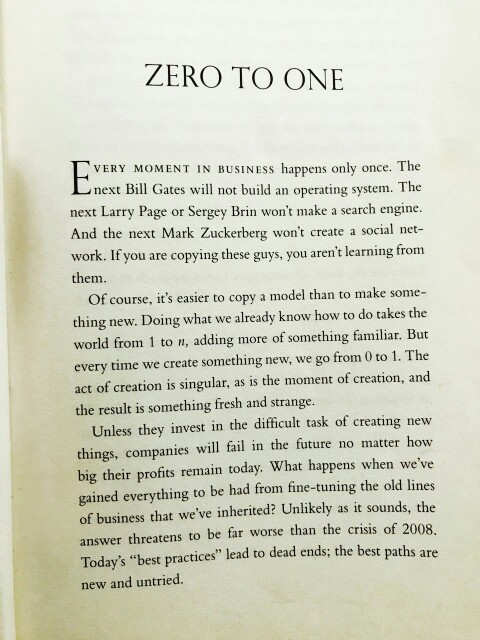 ZERO TO ONE
EVERY MOMENT IN BUSINESS happens only once. The
next Bill Gates will not build an operating system. The
next Larry Page or Sergey Brin won't make a search engine.
And the next Mark Zuckerberg won't create a social net-
work. If you are copying these guys, you aren't learning from
them.
Of course, it's easier to copy a model than to make some-
thing new. Doing what we already know how to do takes the
world from 1 to n, adding more of something familiar. But
every time we create something new, we go from 0 to 1. The
act of creation is singular, as is the moment of creation, and
the result is something fresh and strange.
Unless they invest in the difficult task of creating new
things, companies will fail in the future no matter how
big their profits remain today. What happens when we've
gained everything to be had from fine-tuning the old lines
of business that we've inherited? Unlikely as it sounds, the
answer threatens to be far worse than the crisis of 2008.
Today's "best practices" lead to dead ends; the best paths are
new and untried.